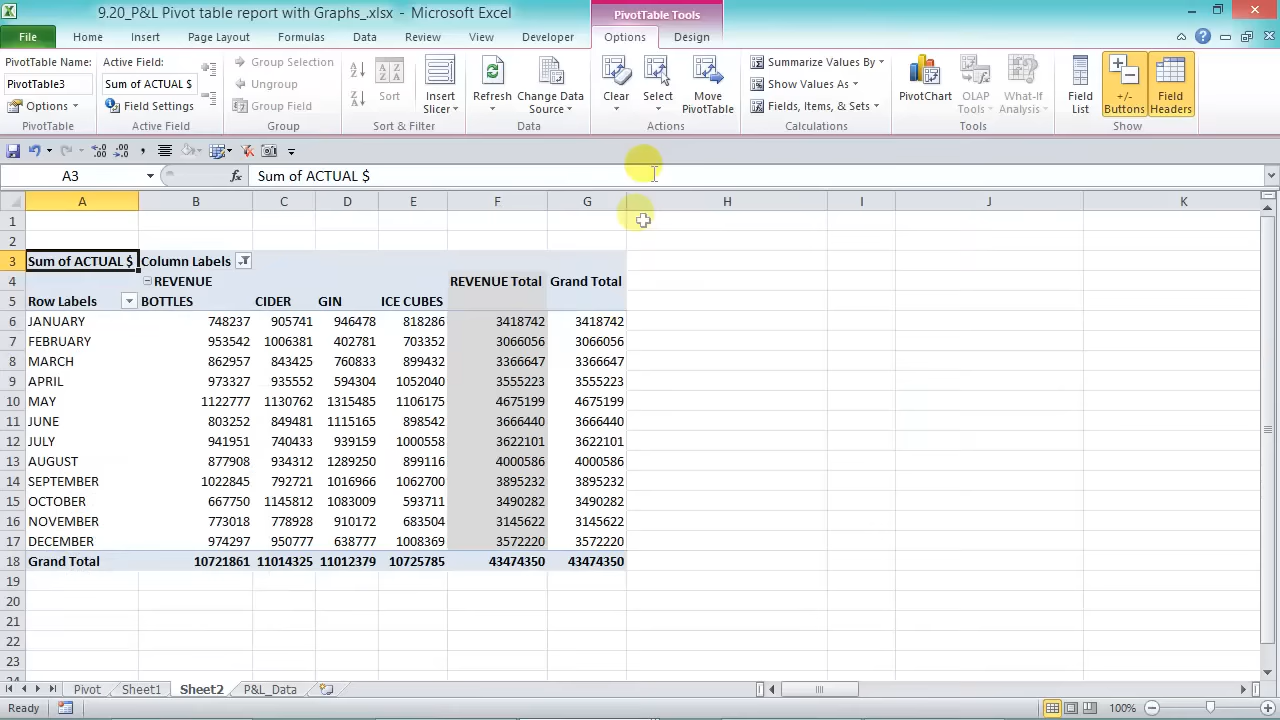 9.20_P&L Pivot table report with Graphs_.xlsx - Microsoft Excel
PivotTable Tools
File Home Insert Page Layout Formulas Data Review View Developer Options Design
PivotTable Name:
PivotTable3
Options
PivotTable
Active Field:
Sum of ACTUAL $
Field Settings
Active Field
Group Selection
Ungroup
Group Field
Group
Sort
Insert Slicer
Sort & Filter
Refresh
Change Data Source
Data
Clear
Select
Move PivotTable
Actions
Summarize Values By
Show Values As
Fields, Items, & Sets
Calculations
PivotChart
OLAP Tools
What-If Analysis
Tools
Field List
+/- Buttons
Field Headers
Show
A3 fx Sum of ACTUAL $
A B C D E F G H I J K
1
2
3 Sum of ACTUAL $ Column Labels
4 REVENUE REVENUE Total Grand Total
5 Row Labels BOTTLES CIDER GIN ICE CUBES
6 JANUARY 748237 905741 946478 818286 3418742 3418742
7 FEBRUARY 953542 1006381 402781 703352 3066056 3066056
8 MARCH 862957 843425 760833 899432 3366647 3366647
9 APRIL 973327 935552 594304 1052040 3555223 3555223
10 MAY 1122777 1130762 1315485 1106175 4675199 4675199
11 JUNE 803252 849481 1115165 898542 3666440 3666440
12 JULY 941951 740433 939159 1000558 3622101 3622101
13 AUGUST 877908 934312 1289250 899116 4000586 4000586
14 SEPTEMBER 1022845 792721 1016966 1062700 3895232 3895232
15 OCTOBER 667750 1145812 1083009 593711 3490282 3490282
16 NOVEMBER 773018 778928 910172 683504 3145622 3145622
17 DECEMBER 974297 950777 638777 1008369 3572220 3572220
18 Grand Total 10721861 11014325 11012379 10725785 43474350 43474350
19
20
21
22
23
Pivot Sheet1 Sheet2 P&L_Data
Ready 100%